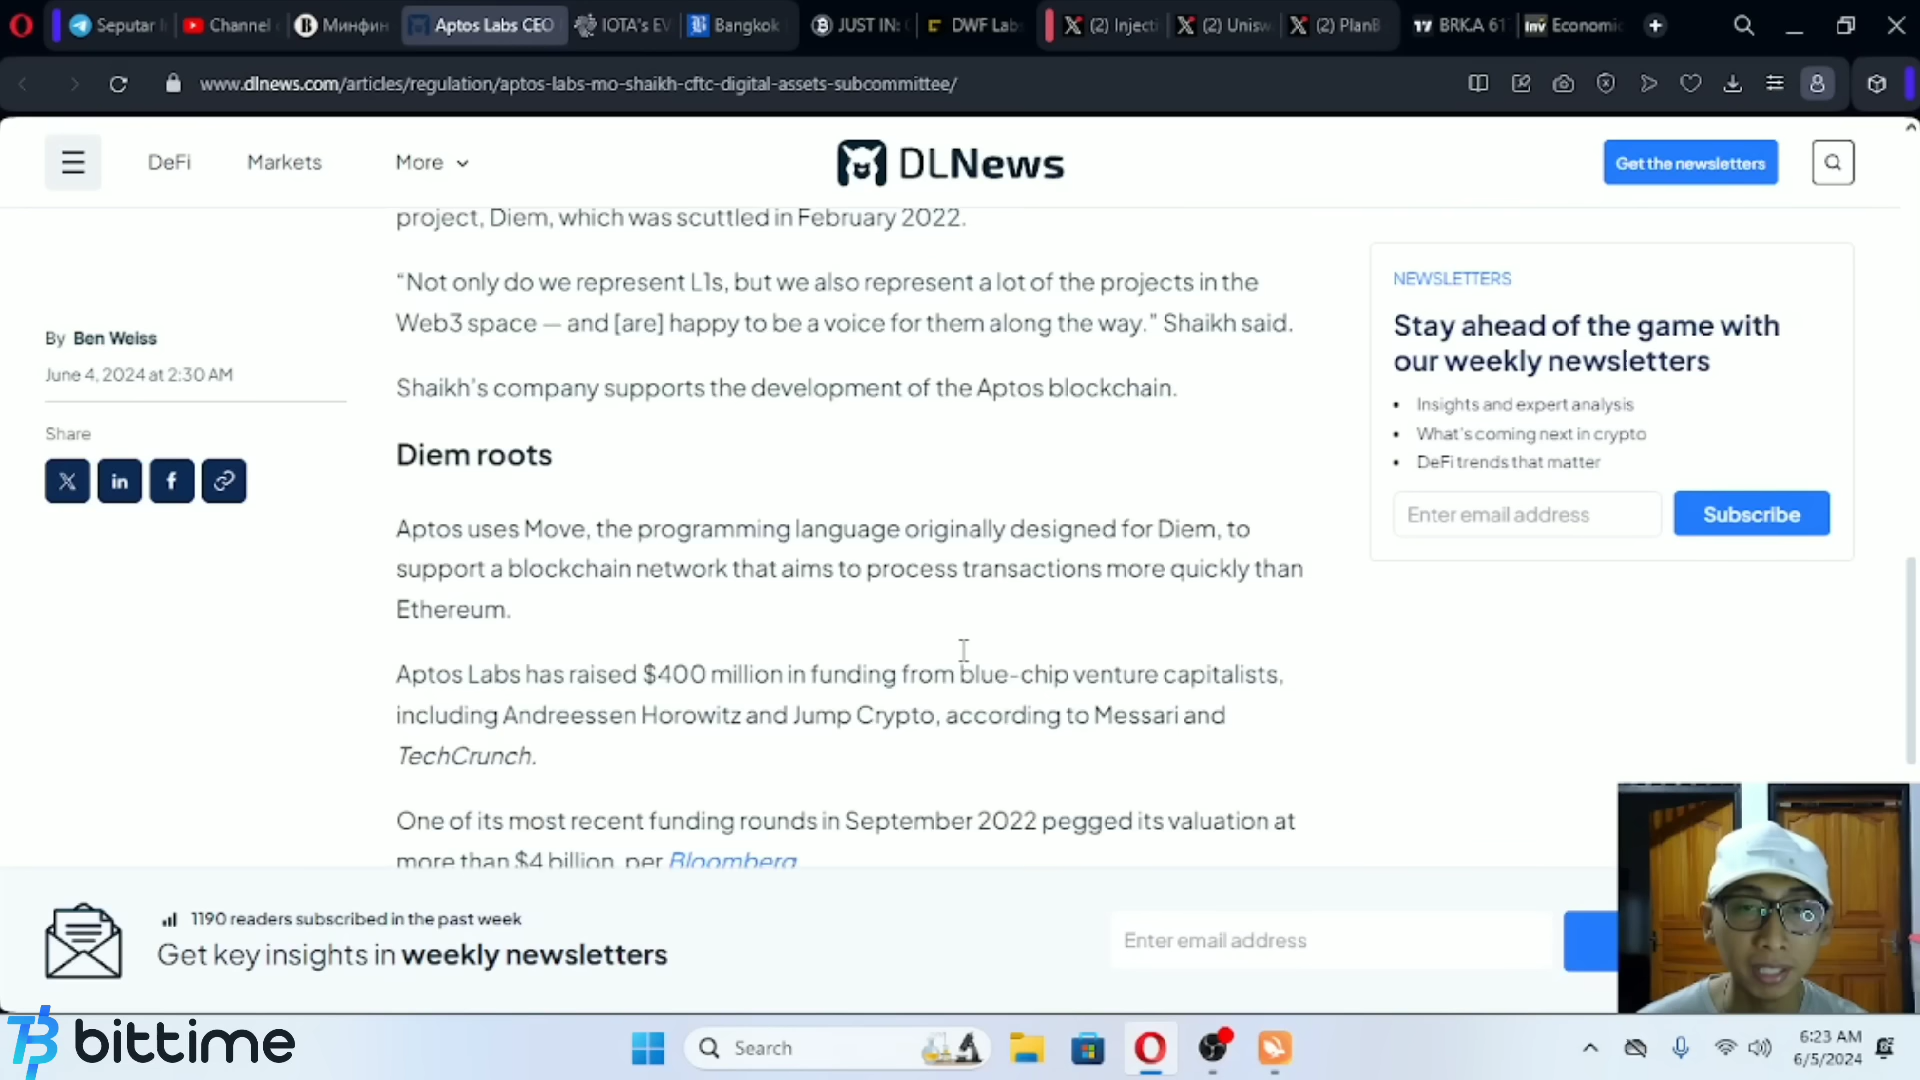 Seputar
Channel
Минфин
Aptos Labs CEO
IOTA's EV
Bangkok
JUST IN:
DWF Lab
(2) Injecti
(2) Unisw
(2) PlanB
BRK.A 61
Inv Economic
www.dlnews.com/articles/regulation/aptos-labs-mo-shaikh-cftc-digital-assets-subcommittee/
DeFi
Markets
More
DLNews
Get the newsletters
project, Diem, which was scuttled in February 2022.
“Not only do we represent L1s, but we also represent a lot of the projects in the
Web3 space — and [are] happy to be a voice for them along the way.” Shaikh said.
Shaikh’s company supports the development of the Aptos blockchain.
Diem roots
Aptos uses Move, the programming language originally designed for Diem, to
support a blockchain network that aims to process transactions more quickly than
Ethereum.
Aptos Labs has raised $400 million in funding from blue-chip venture capitalists,
including Andreessen Horowitz and Jump Crypto, according to Messari and
TechCrunch.
One of its most recent funding rounds in September 2022 pegged its valuation at
more than $4 billion, per Bloomberg
By Ben Weiss
June 4, 2024 at 2:30 AM
Share
NEWSLETTERS
Stay ahead of the game with
our weekly newsletters
• Insights and expert analysis
• What’s coming next in crypto
• DeFi trends that matter
Enter email address
Subscribe
1190 readers subscribed in the past week
Get key insights in weekly newsletters
Enter email address
bittime
Search
6:23 AM
6/5/2024